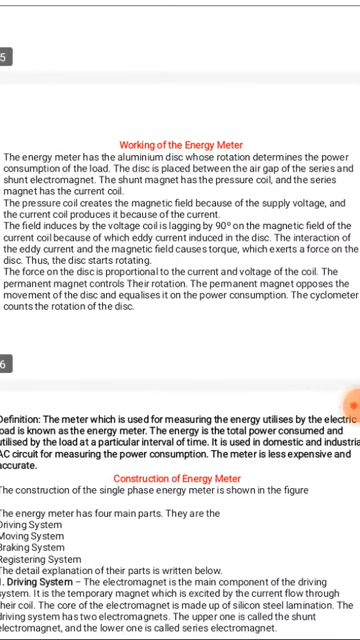 5
Working of the Energy Meter
The energy meter has the aluminium disc whose rotation determines the power
consumption of the load. The disc is placed between the air gap of the series and
shunt electromagnet. The shunt magnet has the pressure coil, and the series
magnet has the current coil.
The pressure coil creates the magnetic field because of the supply voltage, and
the current coil produces it because of the current.
The field induces by the voltage coil is lagging by 90º on the magnetic field of the
current coil because of which eddy current induced in the disc. The interaction of
the eddy current and the magnetic field causes torque, which exerts a force on the
disc. Thus, the disc starts rotating.
The force on the disc is proportional to the current and voltage of the coil. The
permanent magnet controls Their rotation. The permanent magnet opposes the
movement of the disc and equalises it on the power consumption. The cyclometer
counts the rotation of the disc.
6
Definition: The meter which is used for measuring the energy utilises by the electric
load is known as the energy meter. The energy is the total power consumed and
utilised by the load at a particular interval of time. It is used in domestic and industria
AC circuit for measuring the power consumption. The meter is less expensive and
accurate.
Construction of Energy Meter
The construction of the single phase energy meter is shown in the figure
The energy meter has four main parts. They are the
Driving System
Moving System
Braking System
Registering System
The detail explanation of their parts is written below.
1. Driving System – The electromagnet is the main component of the driving
system. It is the temporary magnet which is excited by the current flow through
their coil. The core of the electromagnet is made up of silicon steel lamination. The
driving system has two electromagnets. The upper one is called the shunt
electromagnet, and the lower one is called series electromagnet.